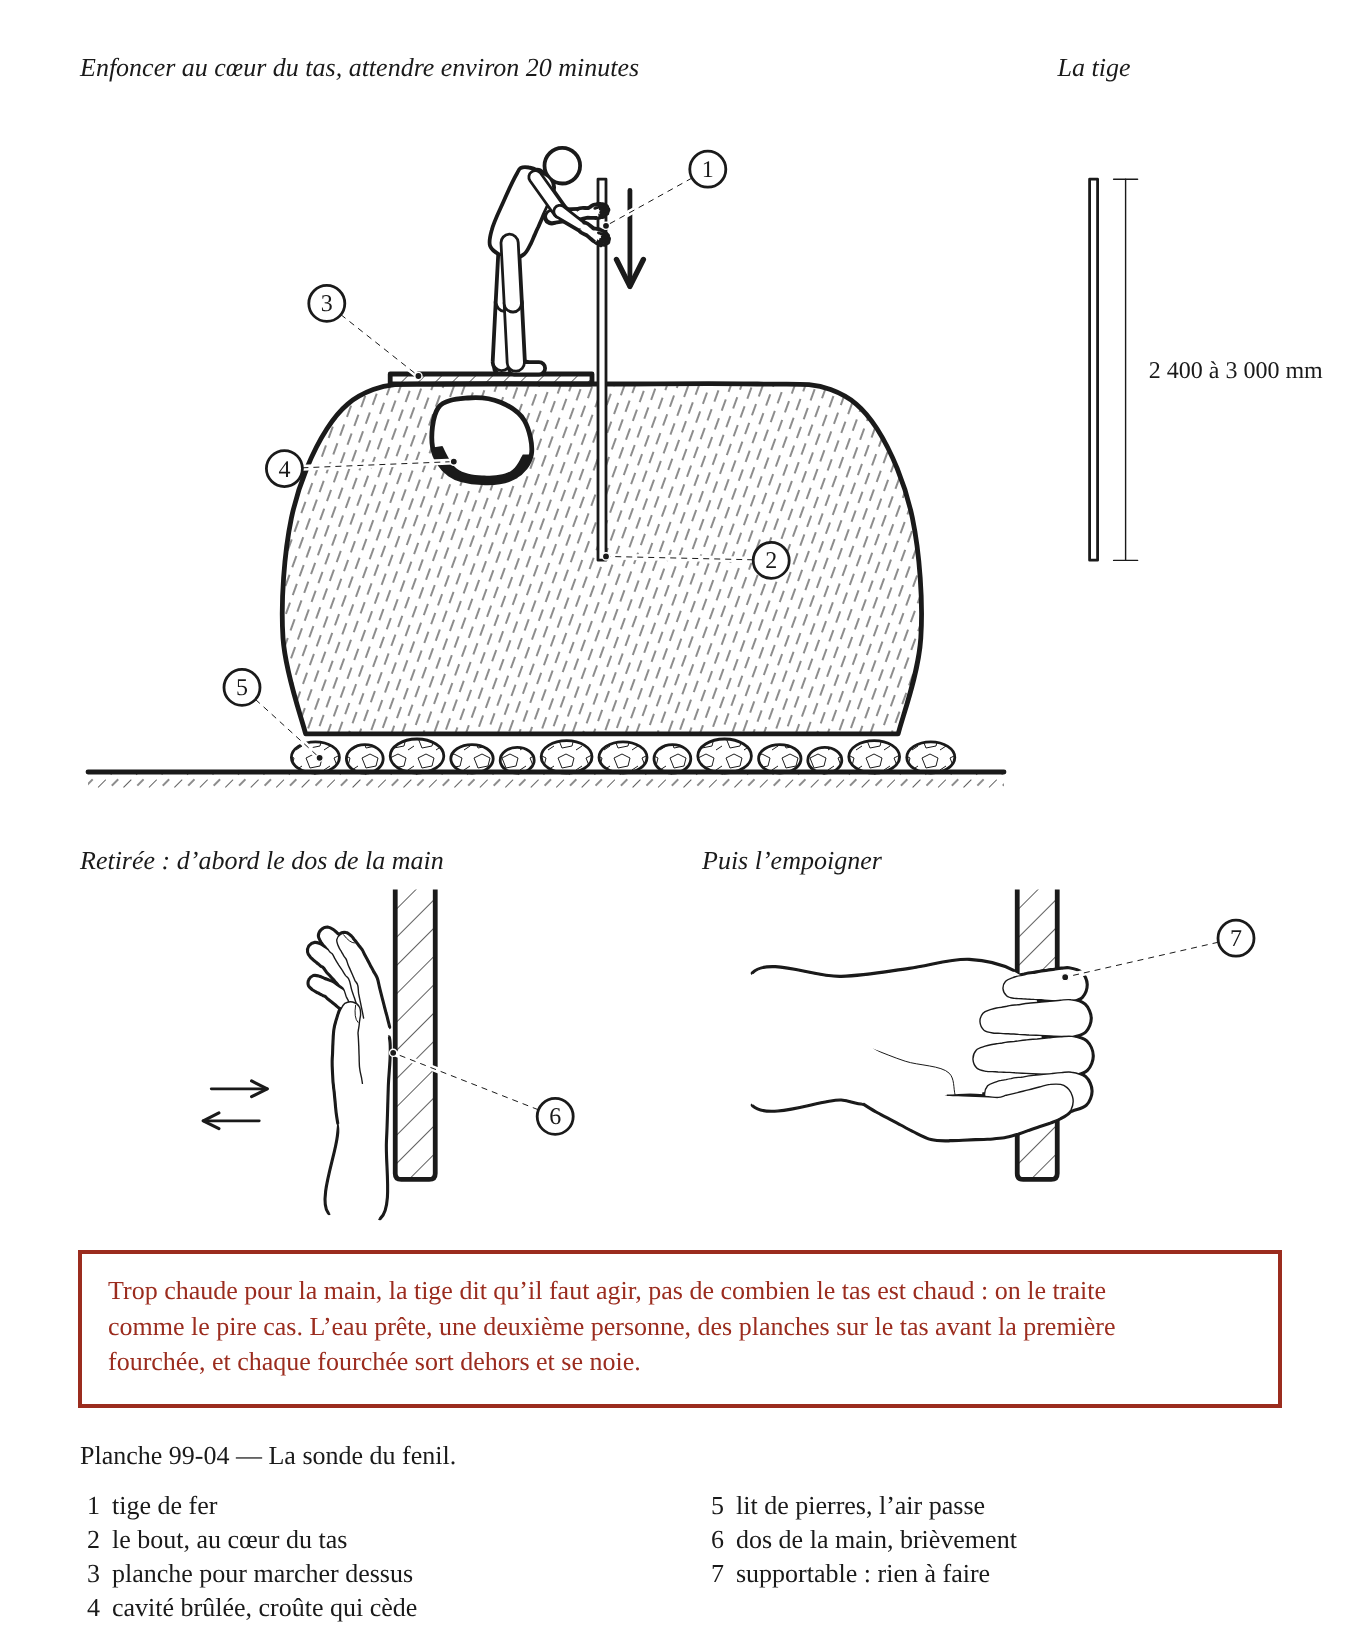 Enfoncer au cœur du tas, attendre environ 20 minutes
La tige
1
3
2 400 à 3 000 mm
4
2
5
Retirée : d’abord le dos de la main
Puis l’empoigner
7
6
Trop chaude pour la main, la tige dit qu’il faut agir, pas de combien le tas est chaud : on le traite
comme le pire cas. L’eau prête, une deuxième personne, des planches sur le tas avant la première
fourchée, et chaque fourchée sort dehors et se noie.
Planche 99-04 — La sonde du fenil.
1 tige de fer
2 le bout, au cœur du tas
3 planche pour marcher dessus
4 cavité brûlée, croûte qui cède
5 lit de pierres, l’air passe
6 dos de la main, brièvement
7 supportable : rien à faire